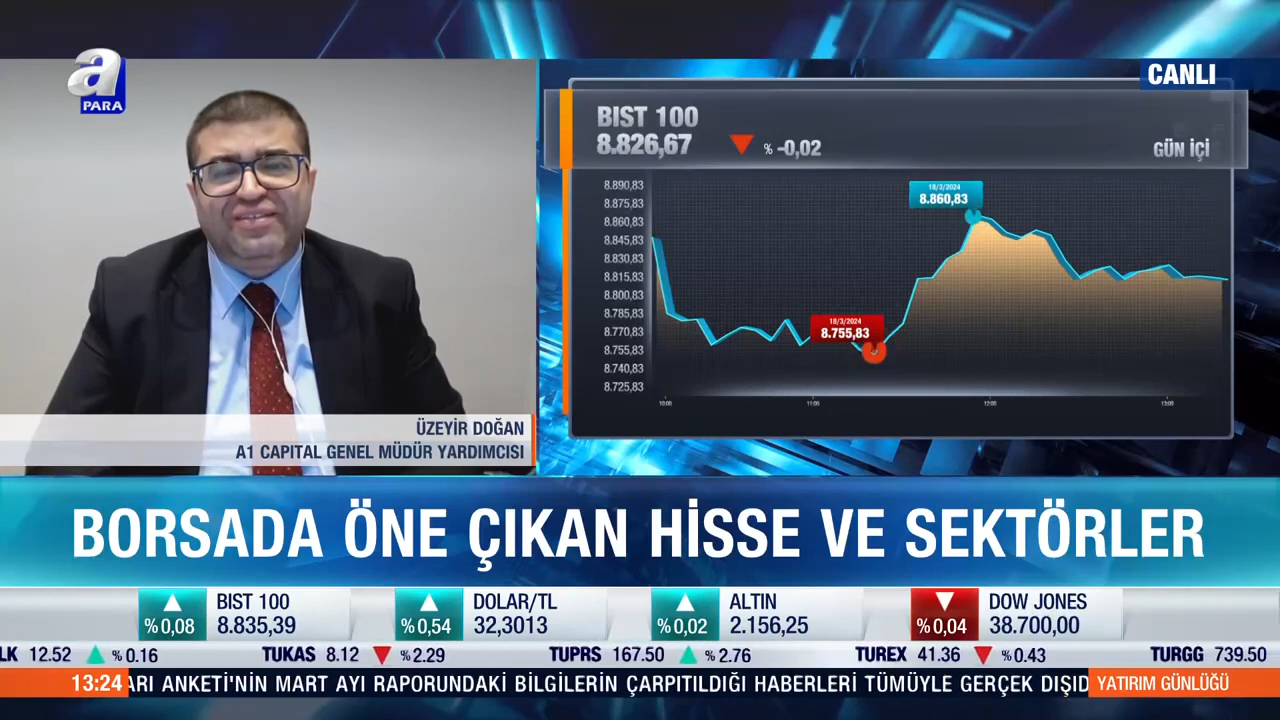 a
PARA
CANLI
BIST 100
8.826,67 % -0,02
GÜN İÇİ
8.890,83
8.875,83
8.860,83
8.845,83
8.830,83
8.815,83
8.800,83
8.785,83
8.770,83
8.755,83
8.740,83
8.725,83
18/3/2024
8.860,83
18/3/2024
8.755,83
10:00 11:05 12:00 13:00
ÜZEYİR DOĞAN
A1 CAPITAL GENEL MÜDÜR YARDIMCISI
BORSADA ÖNE ÇIKAN HİSSE VE SEKTÖRLER
%0,08 BIST 100 8.835,39
%0,54 DOLAR/TL 32,3013
%0,02 ALTIN 2.156,25
%0,04 DOW JONES 38.700,00
LK 12.52 %0.16 TUKAS 8.12 %2.29 TUPRS 167.50 %2.76 TUREX 41.36 %0.43 TURGG 739.50
13:24 ARI ANKETİ'NİN MART AYI RAPORUNDAKİ BİLGİLERİN ÇARPITILDIĞI HABERLERİ TÜMÜYLE GERÇEK DIŞID YATIRIM GÜNLÜĞÜ